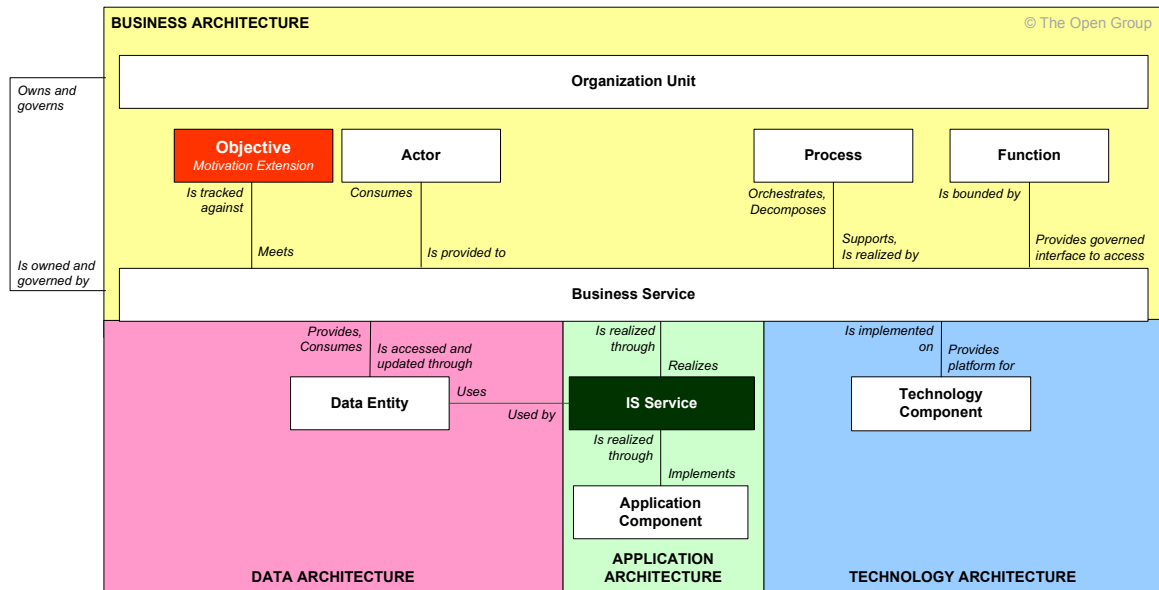 BUSINESS ARCHITECTURE
© The Open Group
Organization Unit
Owns and
governs
Objective
Motivation Extension
Actor
Process
Function
Is tracked
against
Consumes
Orchestrates,
Decomposes
Is bounded by
Meets
Is provided to
Supports,
Is realized by
Provides governed
interface to access
Is owned and
governed by
Business Service
Provides,
Consumes
Is accessed and
updated through
Is realized
through
Realizes
Is implemented
on
Provides
platform for
Data Entity
Uses
Used by
IS Service
Technology
Component
Is realized
through
Implements
Application
Component
DATA ARCHITECTURE
APPLICATION
ARCHITECTURE
TECHNOLOGY ARCHITECTURE